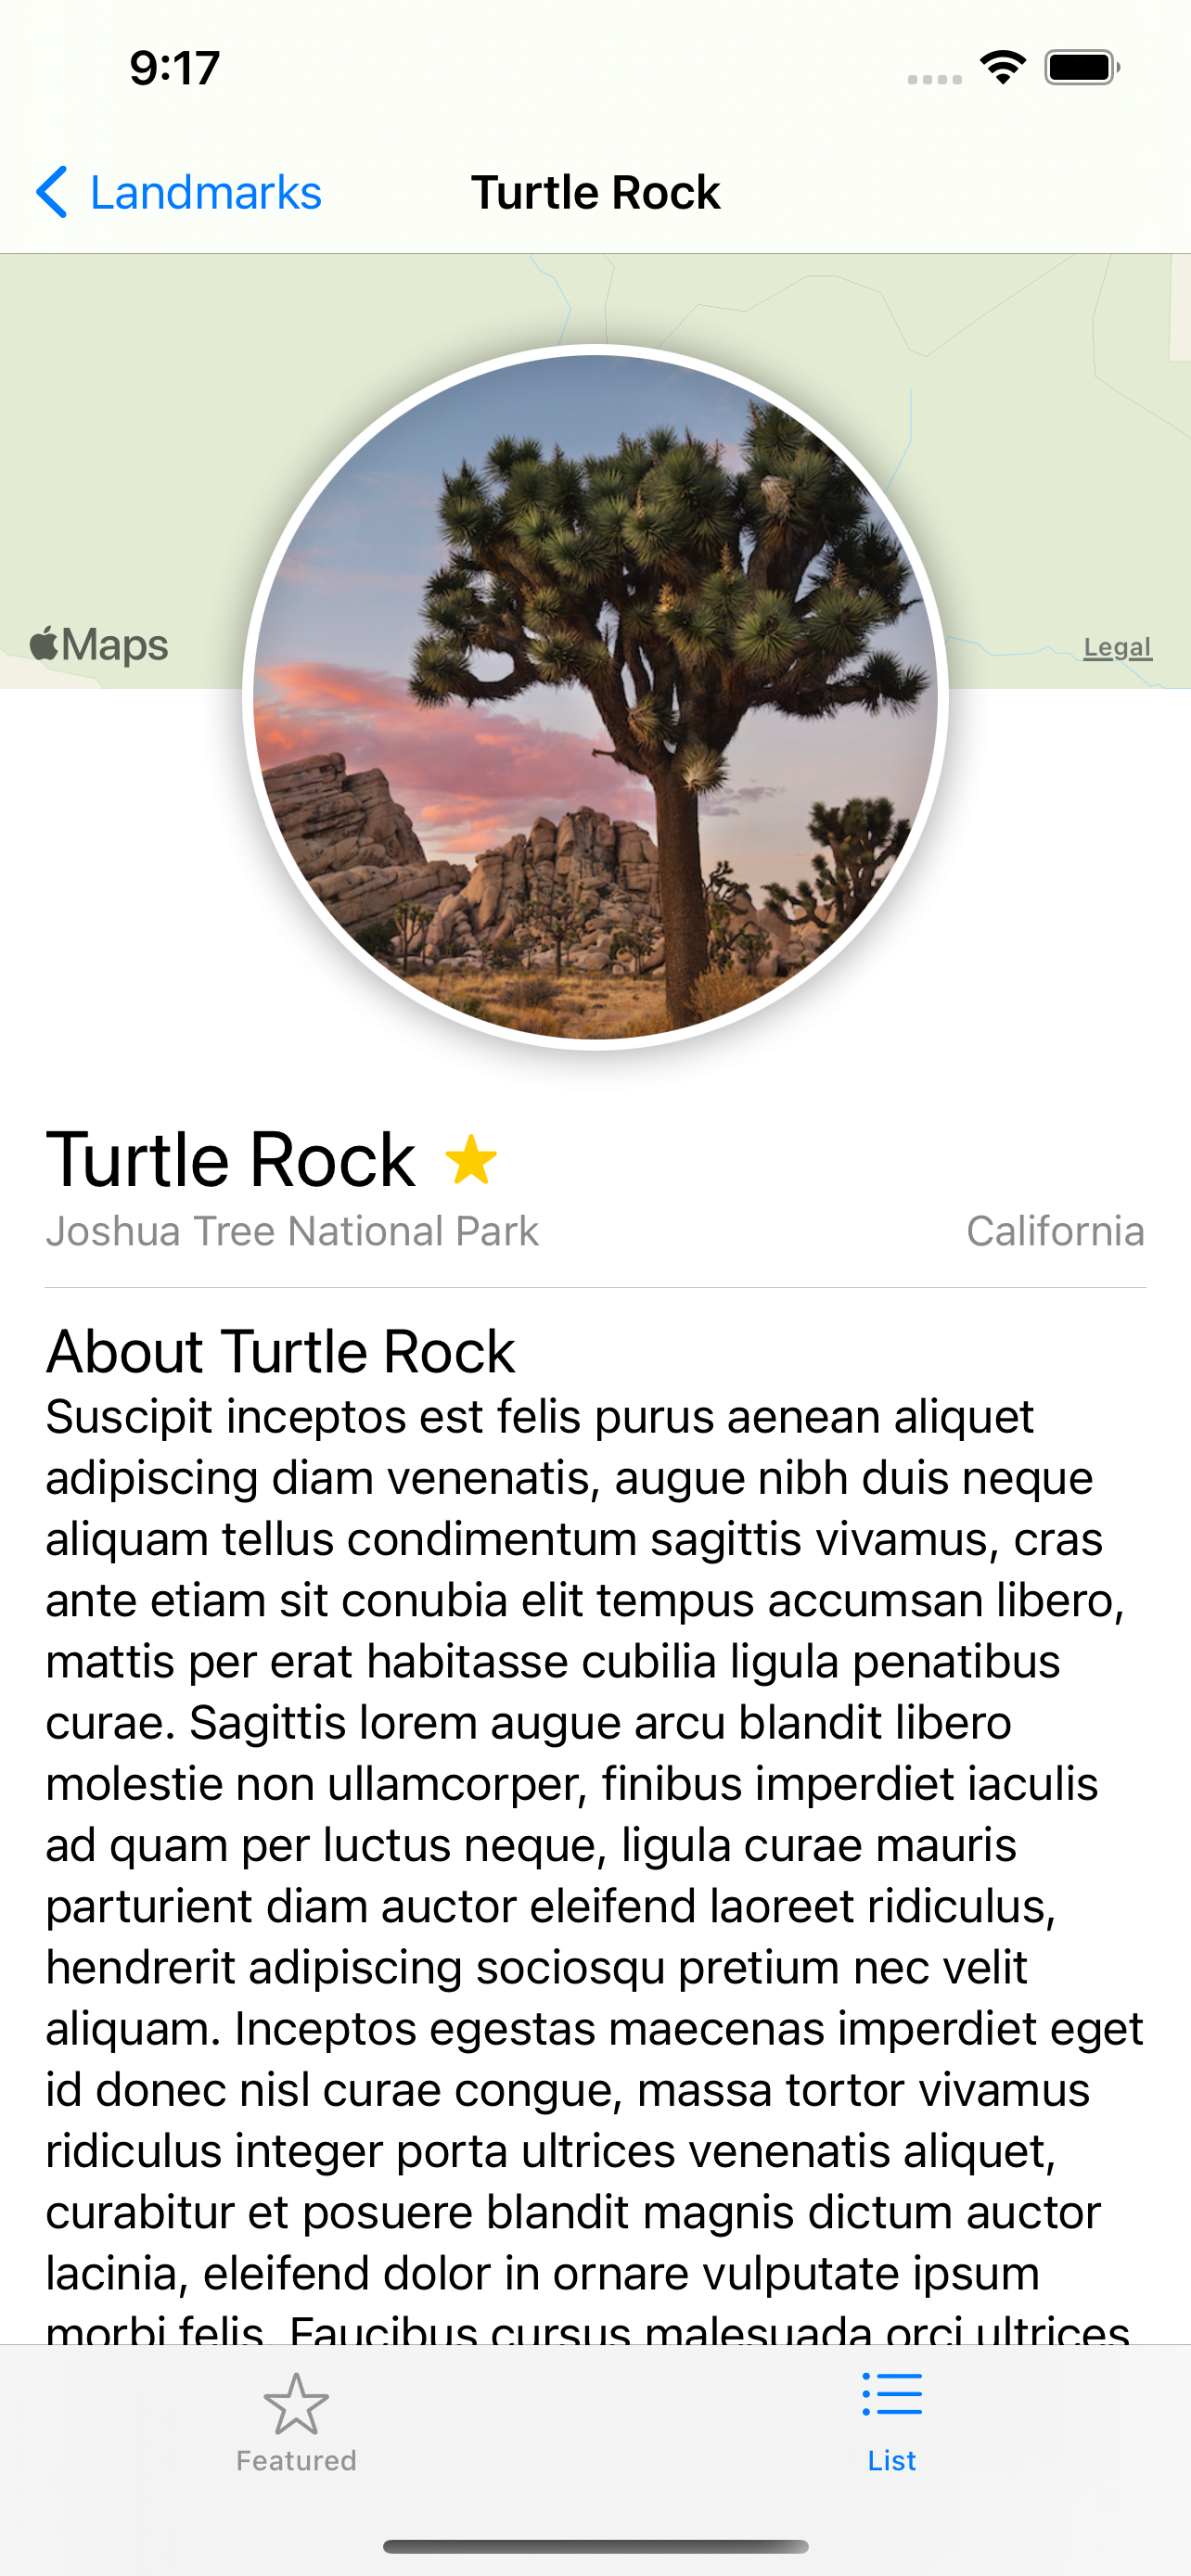 9:17
Landmarks
Turtle Rock
Maps
Legal
Turtle Rock
Joshua Tree National Park
California
About Turtle Rock
Suscipit inceptos est felis purus aenean aliquet
adipiscing diam venenatis, augue nibh duis neque
aliquam tellus condimentum sagittis vivamus, cras
ante etiam sit conubia elit tempus accumsan libero,
mattis per erat habitasse cubilia ligula penatibus
curae. Sagittis lorem augue arcu blandit libero
molestie non ullamcorper, finibus imperdiet iaculis
ad quam per luctus neque, ligula curae mauris
parturient diam auctor eleifend laoreet ridiculus,
hendrerit adipiscing sociosqu pretium nec velit
aliquam. Inceptos egestas maecenas imperdiet eget
id donec nisl curae congue, massa tortor vivamus
ridiculus integer porta ultrices venenatis aliquet,
curabitur et posuere blandit magnis dictum auctor
lacinia, eleifend dolor in ornare vulputate ipsum
morbi felis. Faucibus cursus malesuada orci ultrices
Featured
List